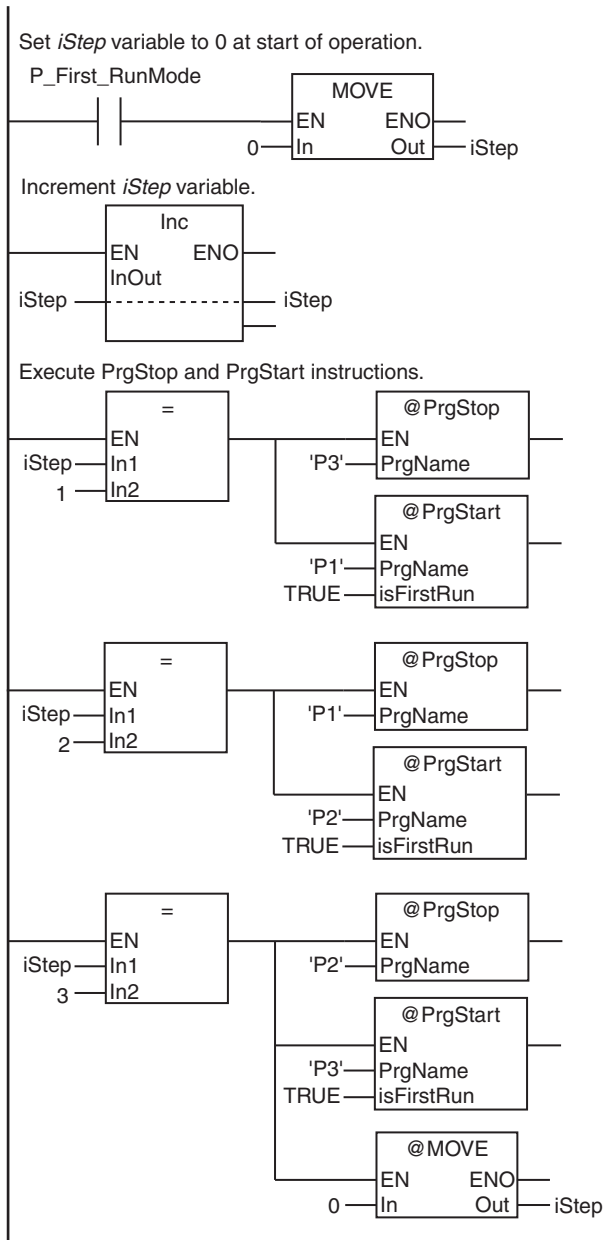 Set iStep variable to 0 at start of operation.
P_First_RunMode
MOVE
EN ENO
0 In Out iStep
Increment iStep variable.
Inc
EN ENO
InOut
iStep iStep
Execute PrgStop and PrgStart instructions.
= @PrgStop
EN EN
iStep In1 'P3' PrgName
1 In2
@PrgStart
EN
'P1' PrgName
TRUE isFirstRun
= @PrgStop
EN EN
iStep In1 'P1' PrgName
2 In2
@PrgStart
EN
'P2' PrgName
TRUE isFirstRun
= @PrgStop
EN EN
iStep In1 'P2' PrgName
3 In2
@PrgStart
EN
'P3' PrgName
TRUE isFirstRun
@MOVE
EN ENO
0 In Out iStep